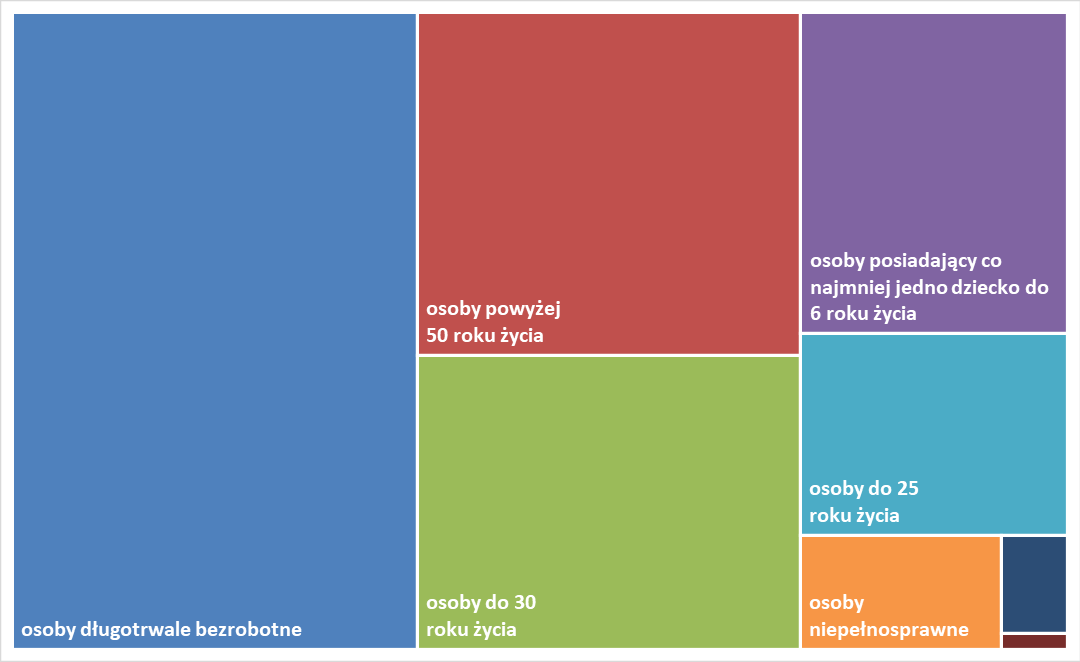 osoby długotrwale bezrobotne
osoby powyżej
50 roku życia
osoby do 30
roku życia
osoby posiadający co
najmniej jedno dziecko do
6 roku życia
osoby do 25
roku życia
osoby
niepełnosprawne